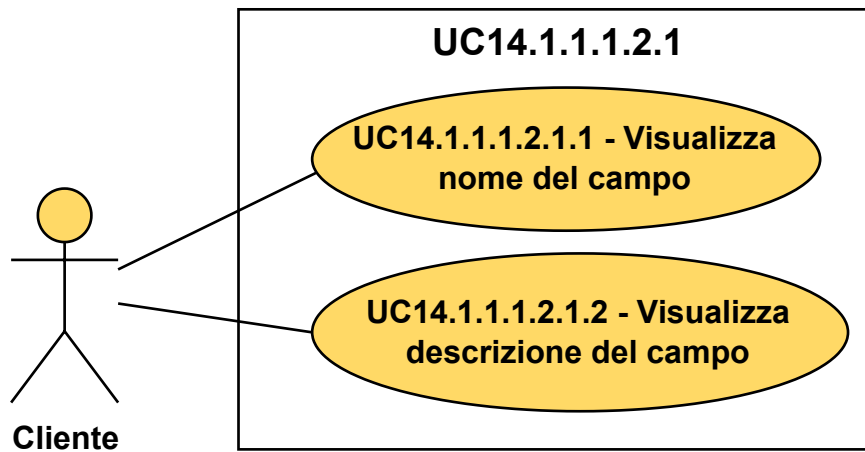 UC14.1.1.1.2.1
UC14.1.1.1.2.1.1 - Visualizza
nome del campo
UC14.1.1.1.2.1.2 - Visualizza
descrizione del campo
Cliente